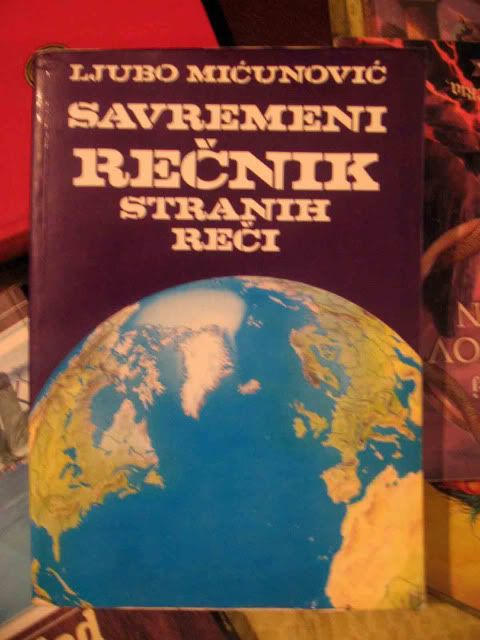 LJUBO MIĆUNOVIĆ
SAVREMENI
REČNIK
STRANIH
REČI